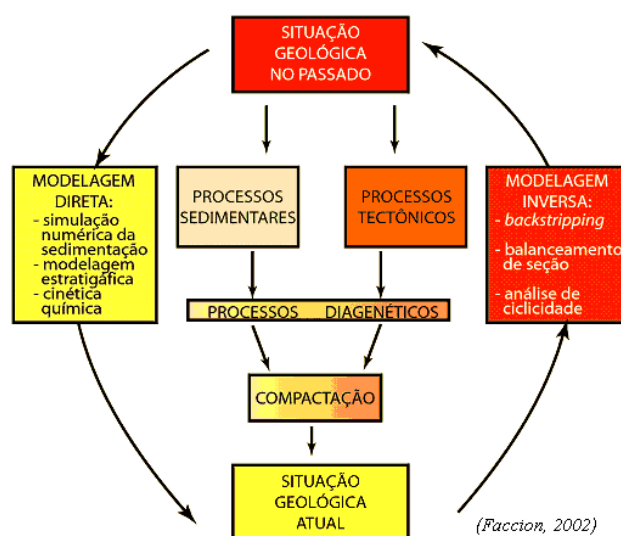 SITUAÇÃO
GEOLÓGICA
NO PASSADO
MODELAGEM
DIRETA:
- simulação
numérica da
sedimentação
- modelagem
estratigáfica
- cinética
química
PROCESSOS
SEDIMENTARES
PROCESSOS
TECTÔNICOS
MODELAGEM
INVERSA:
- backstripping
- balanceamento
de seção
- análise de
ciclicidade
PROCESSOS DIAGENÉTICOS
COMPACTAÇÃO
SITUAÇÃO
GEOLÓGICA
ATUAL
(Faccion, 2002)